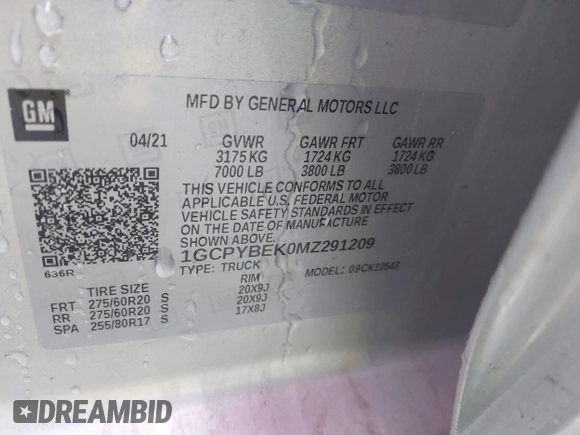 GM
MFD BY GENERAL MOTORS LLC
04/21 GVWR GAWR FRT GAWR RR
3175 KG 1724 KG 1724 KG
7000 LB 3800 LB 3800 LB
THIS VEHICLE CONFORMS TO ALL
APPLICABLE U.S. FEDERAL MOTOR
VEHICLE SAFETY STANDARDS IN EFFECT
ON THE DATE OF MANUFACTURE
SHOWN ABOVE
1GCPYBEK0MZ291209
636R
TYPE: TRUCK MODEL: 09CK10543
TIRE SIZE RIM
FRT 275/60R20 S 20X9J
RR 275/60R20 S 20X9J
SPA 255/80R17 S 17X8J
DREAMBID